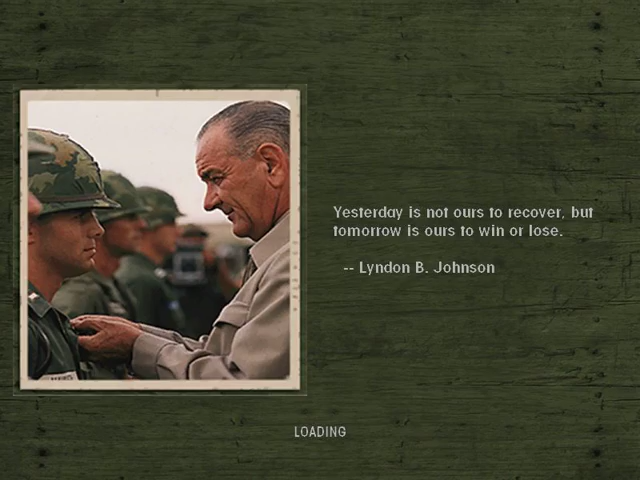 Yesterday is not ours to recover, but
tomorrow is ours to win or lose.
-- Lyndon B. Johnson
LOADING